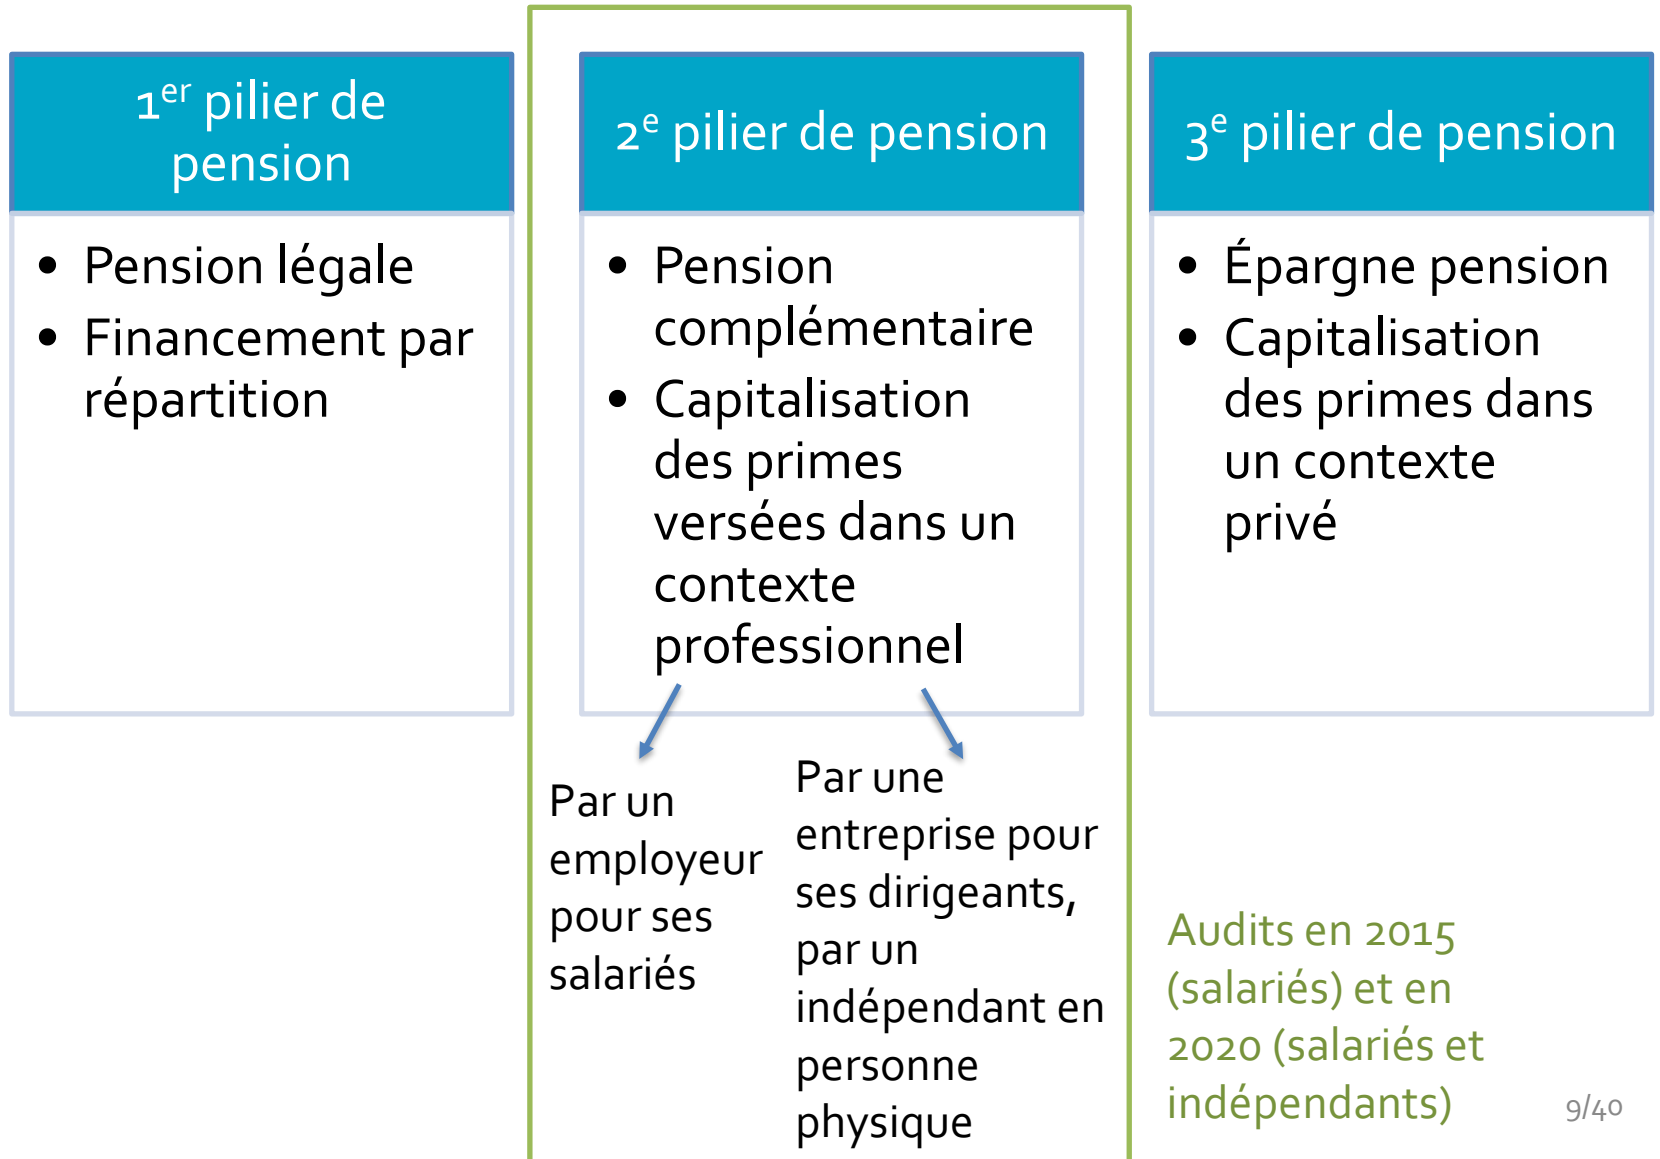 1er pilier de
pension
• Pension légale
• Financement par
répartition
2e pilier de pension
• Pension
complémentaire
• Capitalisation
des primes
versées dans un
contexte
professionnel
Par un
employeur
pour ses
salariés
Par une
entreprise pour
ses dirigeants,
par un
indépendant en
personne
physique
3e pilier de pension
• Épargne pension
• Capitalisation
des primes dans
un contexte
privé
Audits en 2015
(salariés) et en
2020 (salariés et
indépendants)
9/40